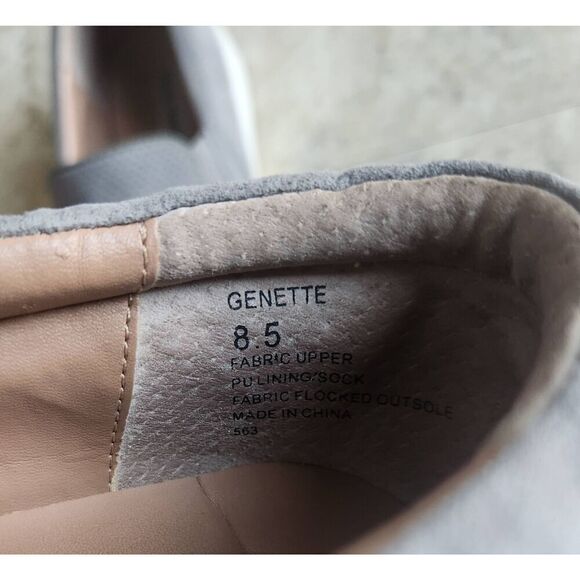 GENETTE
8.5
FABRIC UPPER
PU LINING/SOCK
FABRIC FLOCKED OUTSOLE
MADE IN CHINA
563